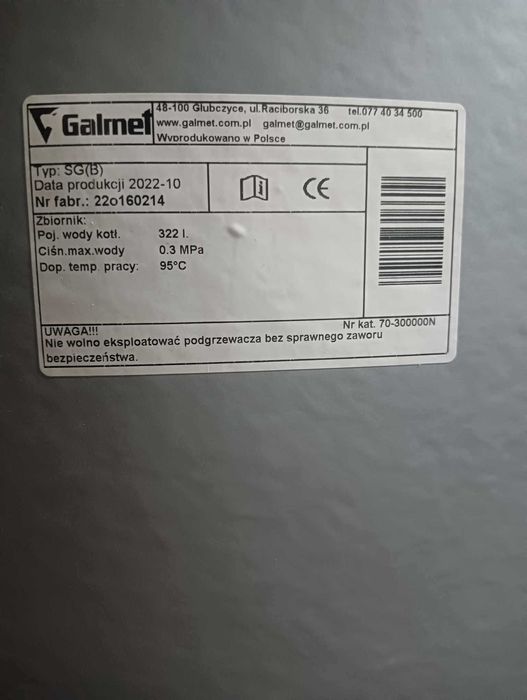 Galmet
48-100 Głubczyce, ul.Raciborska 36 tel.077 40 34 500
www.galmet.com.pl galmet@galmet.com.pl
Wyprodukowano w Polsce
Typ: SG(B)
Data produkcji 2022-10
Nr fabr.: 22o160214
Zbiornik:
Poj. wody kotł. 322 l.
Ciśn.max.wody 0.3 MPa
Dop. temp. pracy: 95°C
Nr kat. 70-300000N
UWAGA!!!
Nie wolno eksploatować podgrzewacza bez sprawnego zaworu
bezpieczeństwa.